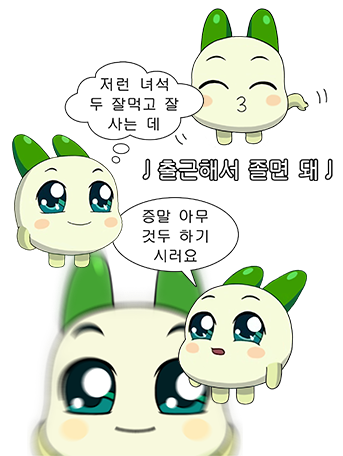 저런 녀석
두 잘먹고 잘
사는 데
♩ 출근해서 졸면 돼 ♩
증말 아무
것두 하기
시러요